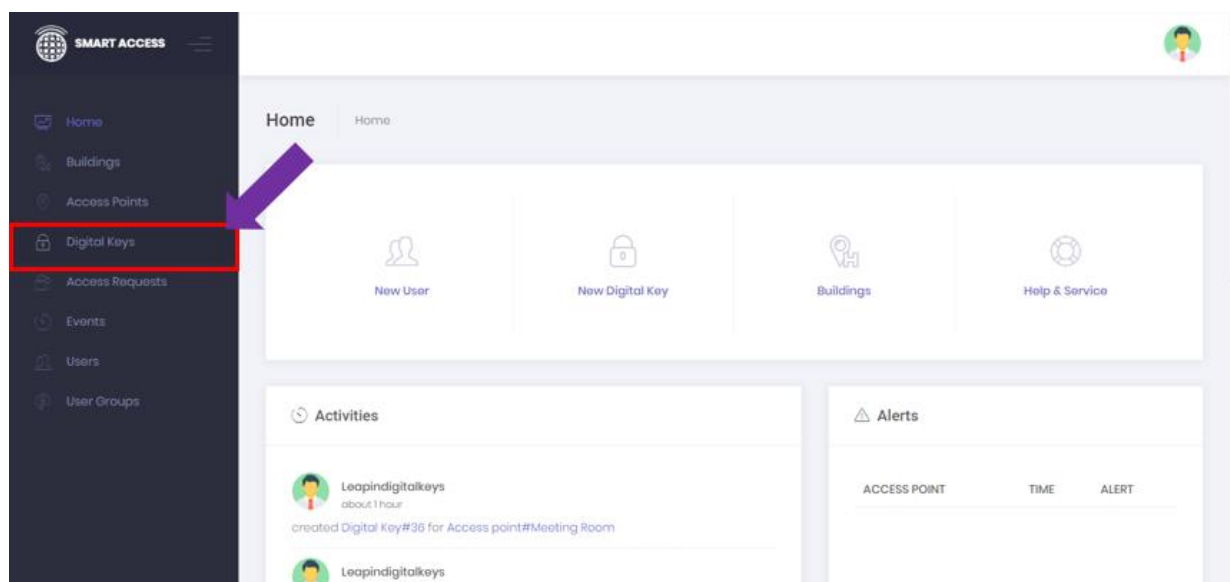 SMART ACCESS
Home
Buildings
Access Points
Digital Keys
Access Requests
Events
Users
User Groups
Home Home
New User New Digital Key Buildings Help & Service
Activities
Leapindigitalkeys
about 1 hour
created Digital Key#36 for Access point#Meeting Room
Leapindigitalkeys
Alerts
ACCESS POINT TIME ALERT